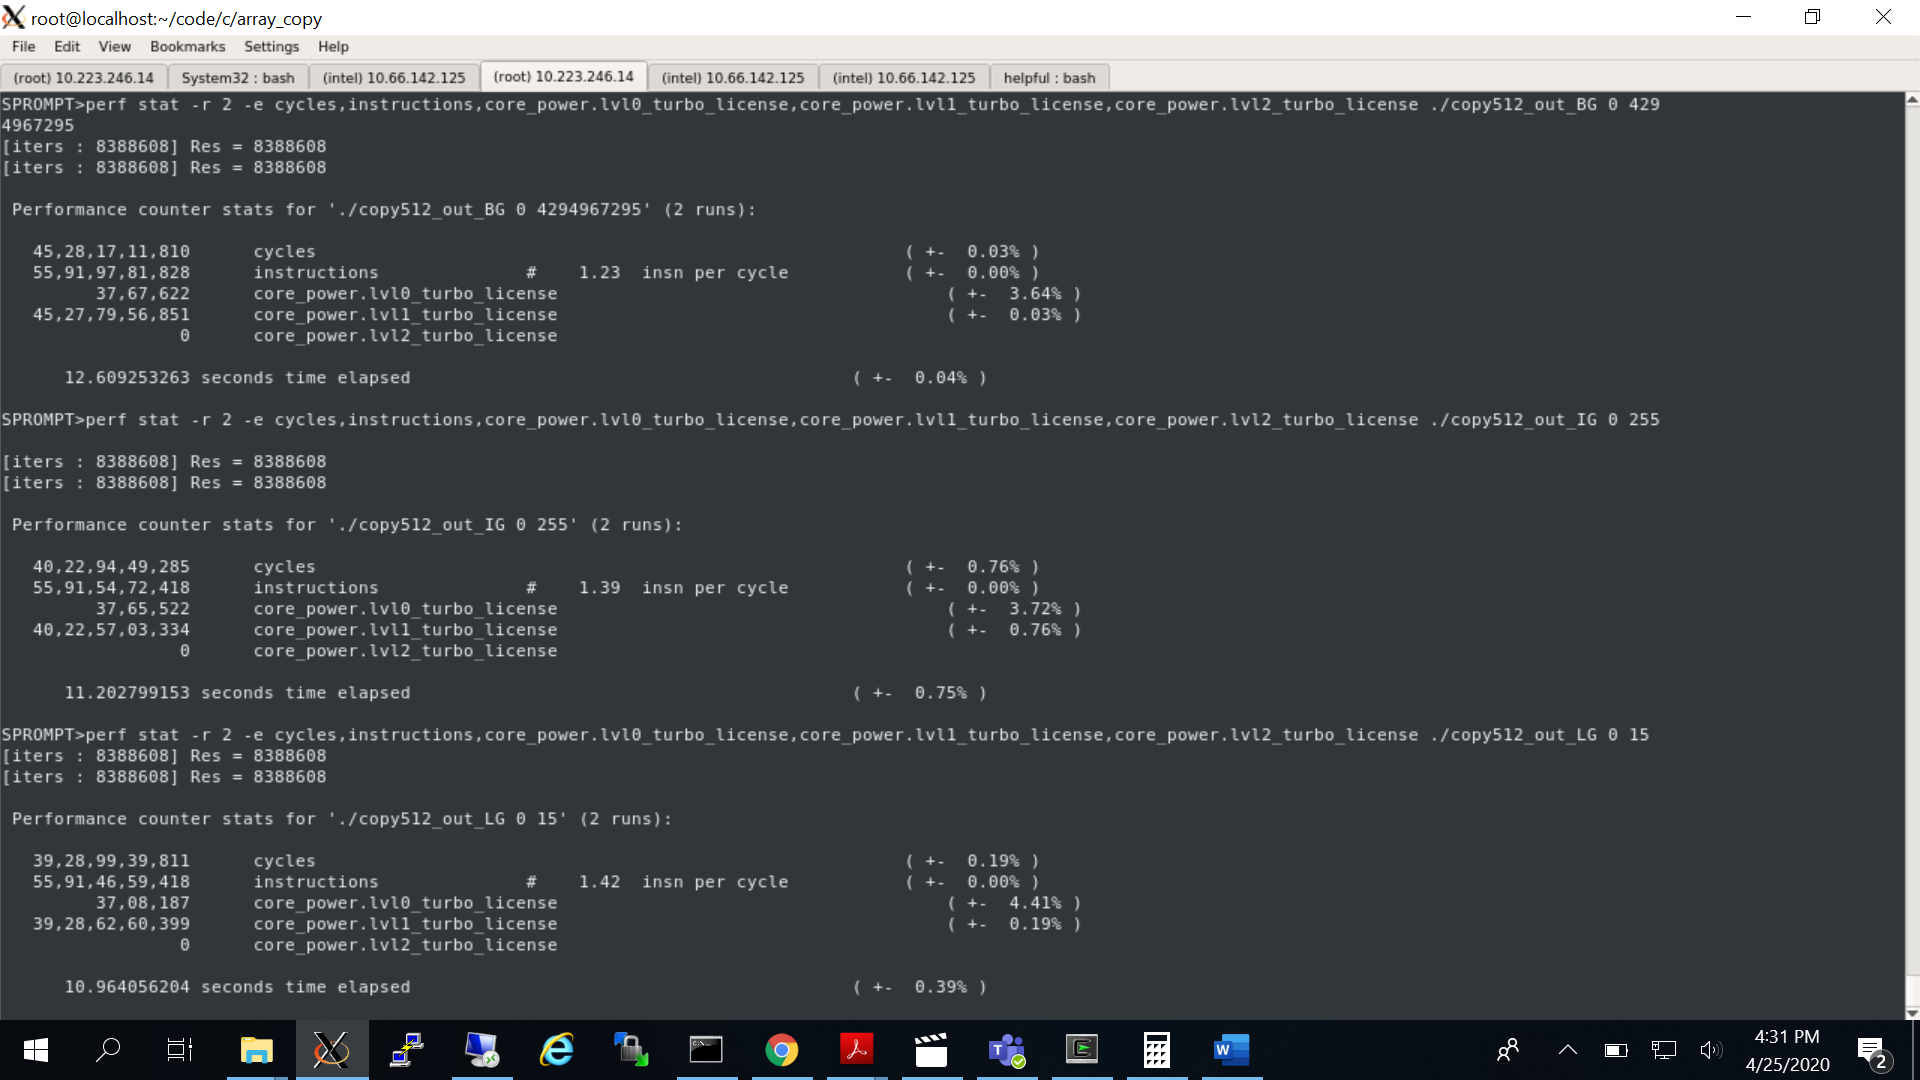 root@localhost:~/code/c/array_copy
File Edit View Bookmarks Settings Help
(root) 10.223.246.14 System32 : bash (intel) 10.66.142.125 (root) 10.223.246.14 (intel) 10.66.142.125 (intel) 10.66.142.125 helpful : bash
SPROMPT>perf stat -r 2 -e cycles,instructions,core_power.lvl0_turbo_license,core_power.lvl1_turbo_license,core_power.lvl2_turbo_license ./copy512_out_BG 0 429
4967295
[iters : 8388608] Res = 8388608
[iters : 8388608] Res = 8388608
Performance counter stats for './copy512_out_BG 0 4294967295' (2 runs):
45,28,17,11,810 cycles ( +- 0.03% )
55,91,97,81,828 instructions # 1.23 insn per cycle ( +- 0.00% )
37,67,622 core_power.lvl0_turbo_license ( +- 3.64% )
45,27,79,56,851 core_power.lvl1_turbo_license ( +- 0.03% )
0 core_power.lvl2_turbo_license
12.609253263 seconds time elapsed ( +- 0.04% )
SPROMPT>perf stat -r 2 -e cycles,instructions,core_power.lvl0_turbo_license,core_power.lvl1_turbo_license,core_power.lvl2_turbo_license ./copy512_out_IG 0 255
[iters : 8388608] Res = 8388608
[iters : 8388608] Res = 8388608
Performance counter stats for './copy512_out_IG 0 255' (2 runs):
40,22,94,49,285 cycles ( +- 0.76% )
55,91,54,72,418 instructions # 1.39 insn per cycle ( +- 0.00% )
37,65,522 core_power.lvl0_turbo_license ( +- 3.72% )
40,22,57,03,334 core_power.lvl1_turbo_license ( +- 0.76% )
0 core_power.lvl2_turbo_license
11.202799153 seconds time elapsed ( +- 0.75% )
SPROMPT>perf stat -r 2 -e cycles,instructions,core_power.lvl0_turbo_license,core_power.lvl1_turbo_license,core_power.lvl2_turbo_license ./copy512_out_LG 0 15
[iters : 8388608] Res = 8388608
[iters : 8388608] Res = 8388608
Performance counter stats for './copy512_out_LG 0 15' (2 runs):
39,28,99,39,811 cycles ( +- 0.19% )
55,91,46,59,418 instructions # 1.42 insn per cycle ( +- 0.00% )
37,08,187 core_power.lvl0_turbo_license ( +- 4.41% )
39,28,62,60,399 core_power.lvl1_turbo_license ( +- 0.19% )
0 core_power.lvl2_turbo_license
10.964056204 seconds time elapsed ( +- 0.39% )
4:31 PM
4/25/2020
2